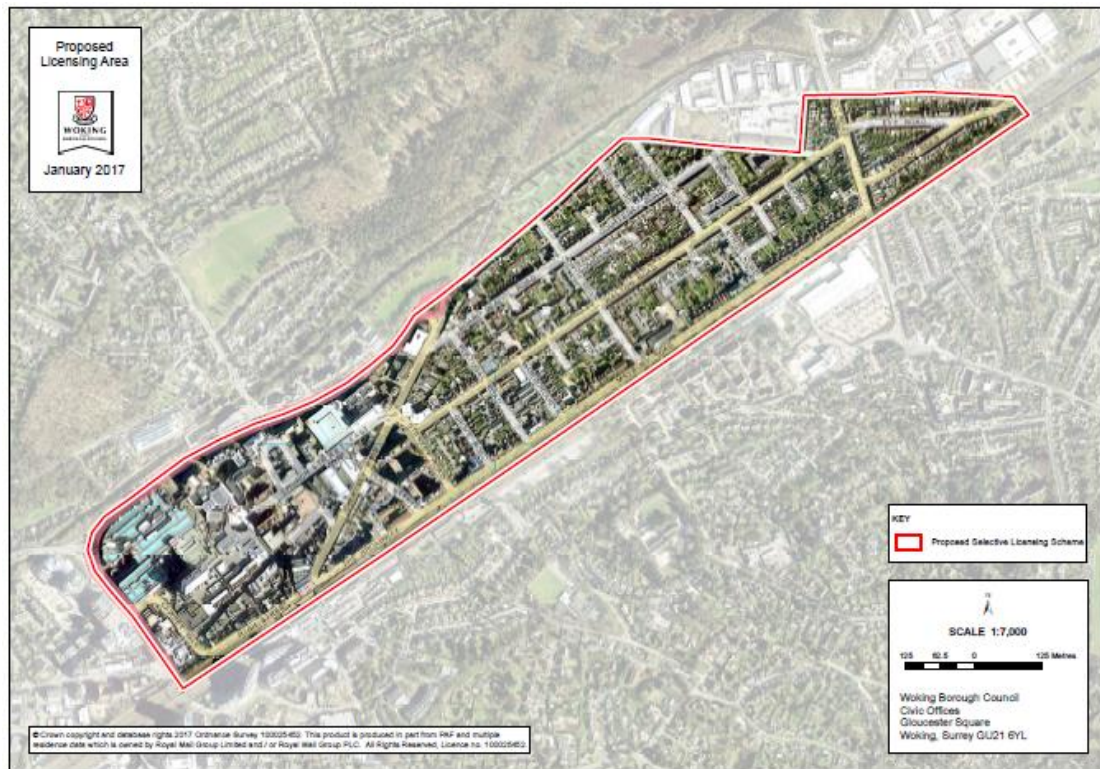 Proposed
Licensing Area
WOKING
January 2017
KEY
Proposed Selective Licensing Scheme
N
SCALE 1:7,000
125 62.5 0 125 Metres
Woking Borough Council
Civic Offices
Gloucester Square
Woking, Surrey GU21 6YL
© Crown copyright and database rights 2017 Ordnance Survey 100025452. This product is produced in part from PAF and multiple
residence data which is owned by Royal Mail Group Limited and / or Royal Mail Group PLC. All Rights Reserved, Licence no. 100025452.